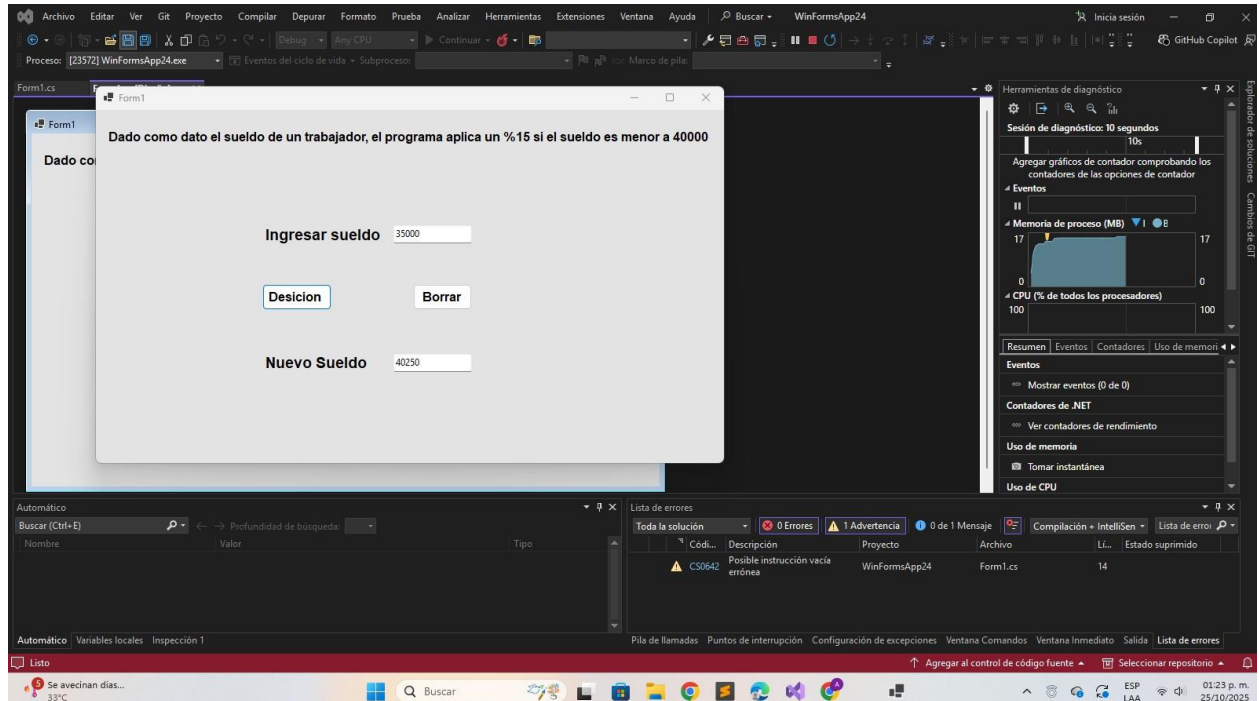 Archivo Editar Ver Git Proyecto Compilar Depurar Formato Prueba Analizar Herramientas Extensiones Ventana Ayuda Buscar WinFormsApp24 Inicia sesión
Debug Any CPU Continuar GitHub Copilot
Proceso: [23572] WinFormsApp24.exe Eventos del ciclo de vida Subproceso: Marco de pila:
Form1.cs
Form1
Dado como dato el sueldo de un trabajador, el programa aplica un %15 si el sueldo es menor a 40000
Ingresar sueldo 35000
Desicion Borrar
Nuevo Sueldo 40250
Form1
Dado co
Herramientas de diagnóstico
Sesión de diagnóstico: 10 segundos
10s
Agregar gráficos de contador comprobando los
contadores de las opciones de contador
Eventos
Memoria de proceso (MB)
17 17
0 0
CPU (% de todos los procesadores)
100 100
Resumen Eventos Contadores Uso de memori
Eventos
Mostrar eventos (0 de 0)
Contadores de .NET
Ver contadores de rendimiento
Uso de memoria
Tomar instantánea
Uso de CPU
Explorador de soluciones
Cambios de GIT
Automático
Buscar (Ctrl+E) Profundidad de búsqueda:
Nombre Valor Tipo
Automático Variables locales Inspección 1
Lista de errores
Toda la solución 0 Errores 1 Advertencia 0 de 1 Mensaje Compilación + IntelliSen Lista de erro
Códi... Descripción Proyecto Archivo Lí... Estado suprimido
CS0642 Posible instrucción vacía WinFormsApp24 Form1.cs 14
errónea
Pila de llamadas Puntos de interrupción Configuración de excepciones Ventana Comandos Ventana Inmediato Salida Lista de errores
Listo Agregar al control de código fuente Seleccionar repositorio
5 Se avecinan días...
33°C
Buscar
ESP
LAA
01:23 p. m.
25/10/2025